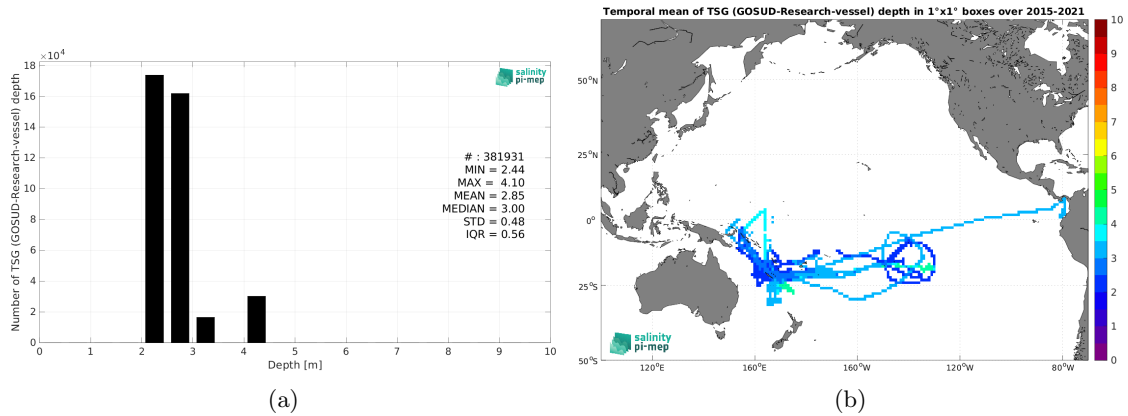 ×10^4
18
16
14
12
10
8
6
4
2
0
Number of TSG (GOSUD-Research-vessel) depth
salinity
pi-mep
# : 381931
MIN = 2.44
MAX = 4.10
MEAN = 2.85
MEDIAN = 3.00
STD = 0.48
IQR = 0.56
0 1 2 3 4 5 6 7 8 9 10
Depth [m]
(a)
Temporal mean of TSG (GOSUD-Research-vessel) depth in 1°x1° boxes over 2015-2021
50°N
25°N
0°
25°S
50°S
salinity
pi-mep
120°E 160°E 160°W 120°W 80°W
10
9
8
7
6
5
4
3
2
1
0
(b)